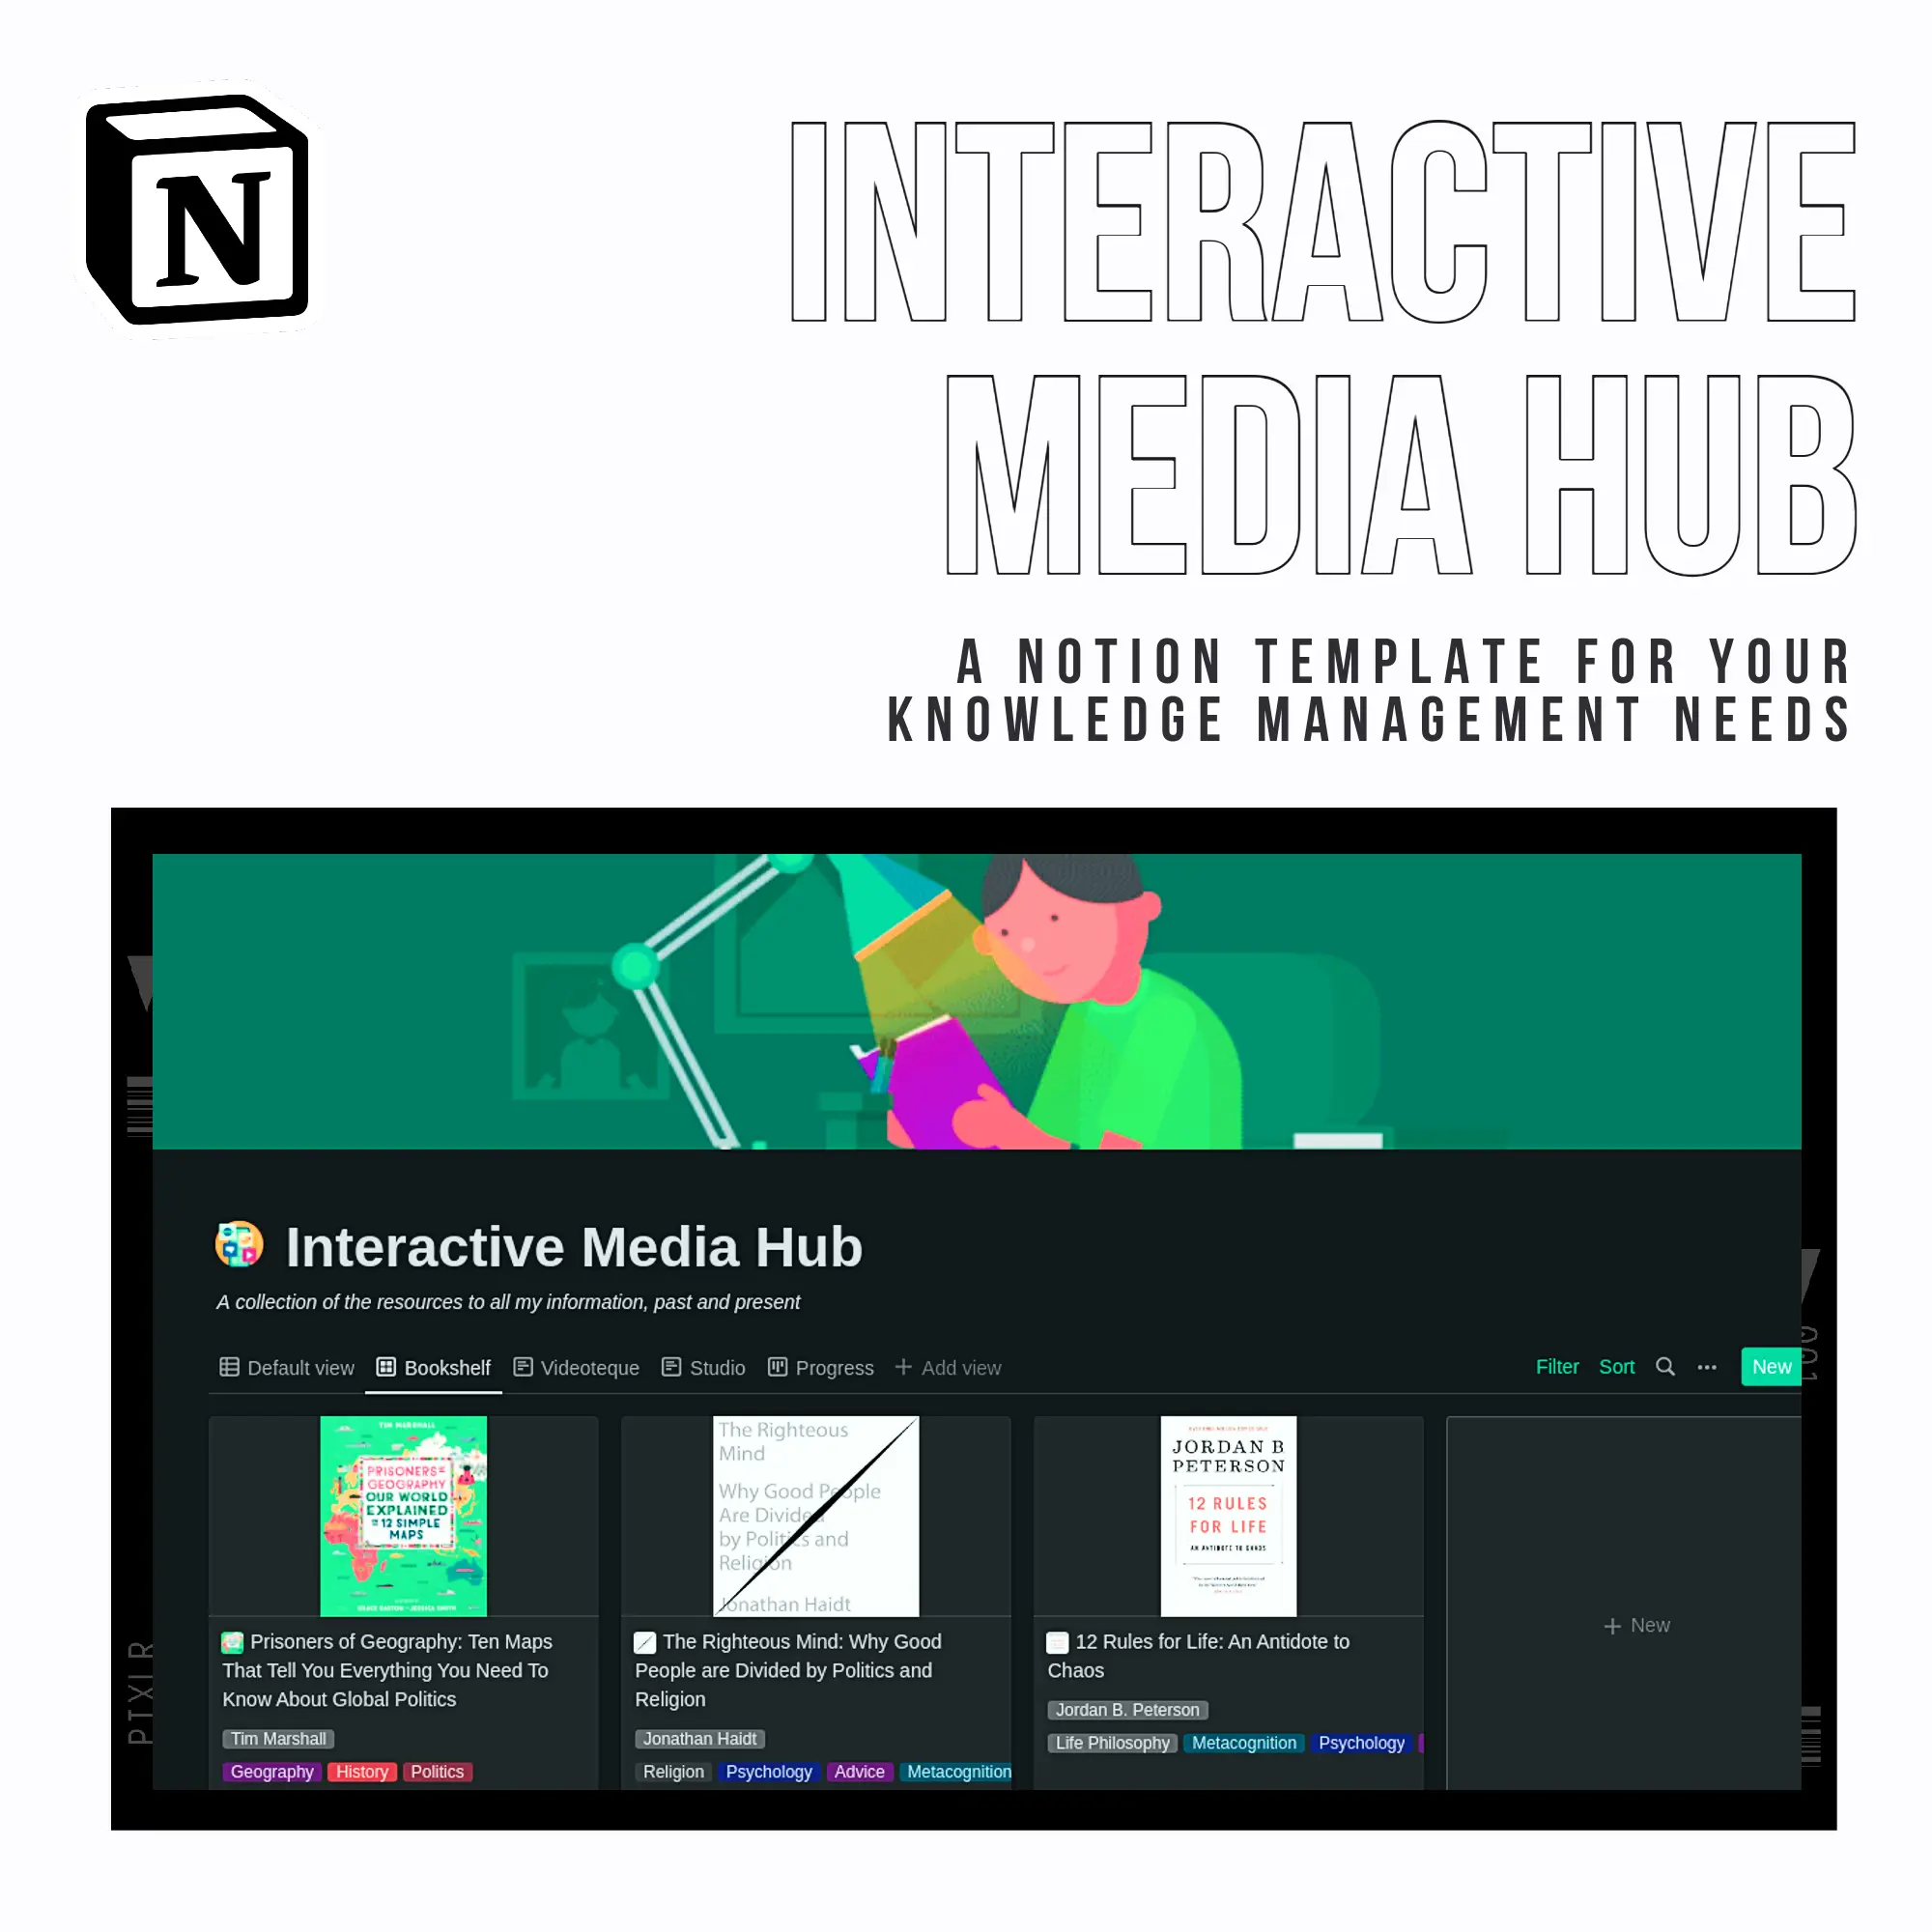 N
INTERACTIVE
MEDIA HUB
A NOTION TEMPLATE FOR YOUR
KNOWLEDGE MANAGEMENT NEEDS
Interactive Media Hub
A collection of the resources to all my information, past and present
Default view Bookshelf Videoteque Studio Progress + Add view Filter Sort ••• New
TIM MARSHALL
PRISONERS OF
GEOGRAPHY
OUR WORLD
EXPLAINED
IN 12 SIMPLE
MAPS
The Righteous
Mind
Why Good People
Are Divided
by Politics and
Religion
Jonathan Haidt
JORDAN B
PETERSON
12 RULES
FOR LIFE
AN ANTIDOTE TO CHAOS
+ New
Prisoners of Geography: Ten Maps
That Tell You Everything You Need To
Know About Global Politics
Tim Marshall
Geography History Politics
The Righteous Mind: Why Good
People are Divided by Politics and
Religion
Jonathan Haidt
Religion Psychology Advice Metacognition
12 Rules for Life: An Antidote to
Chaos
Jordan B. Peterson
Life Philosophy Metacognition Psychology
PIXLR